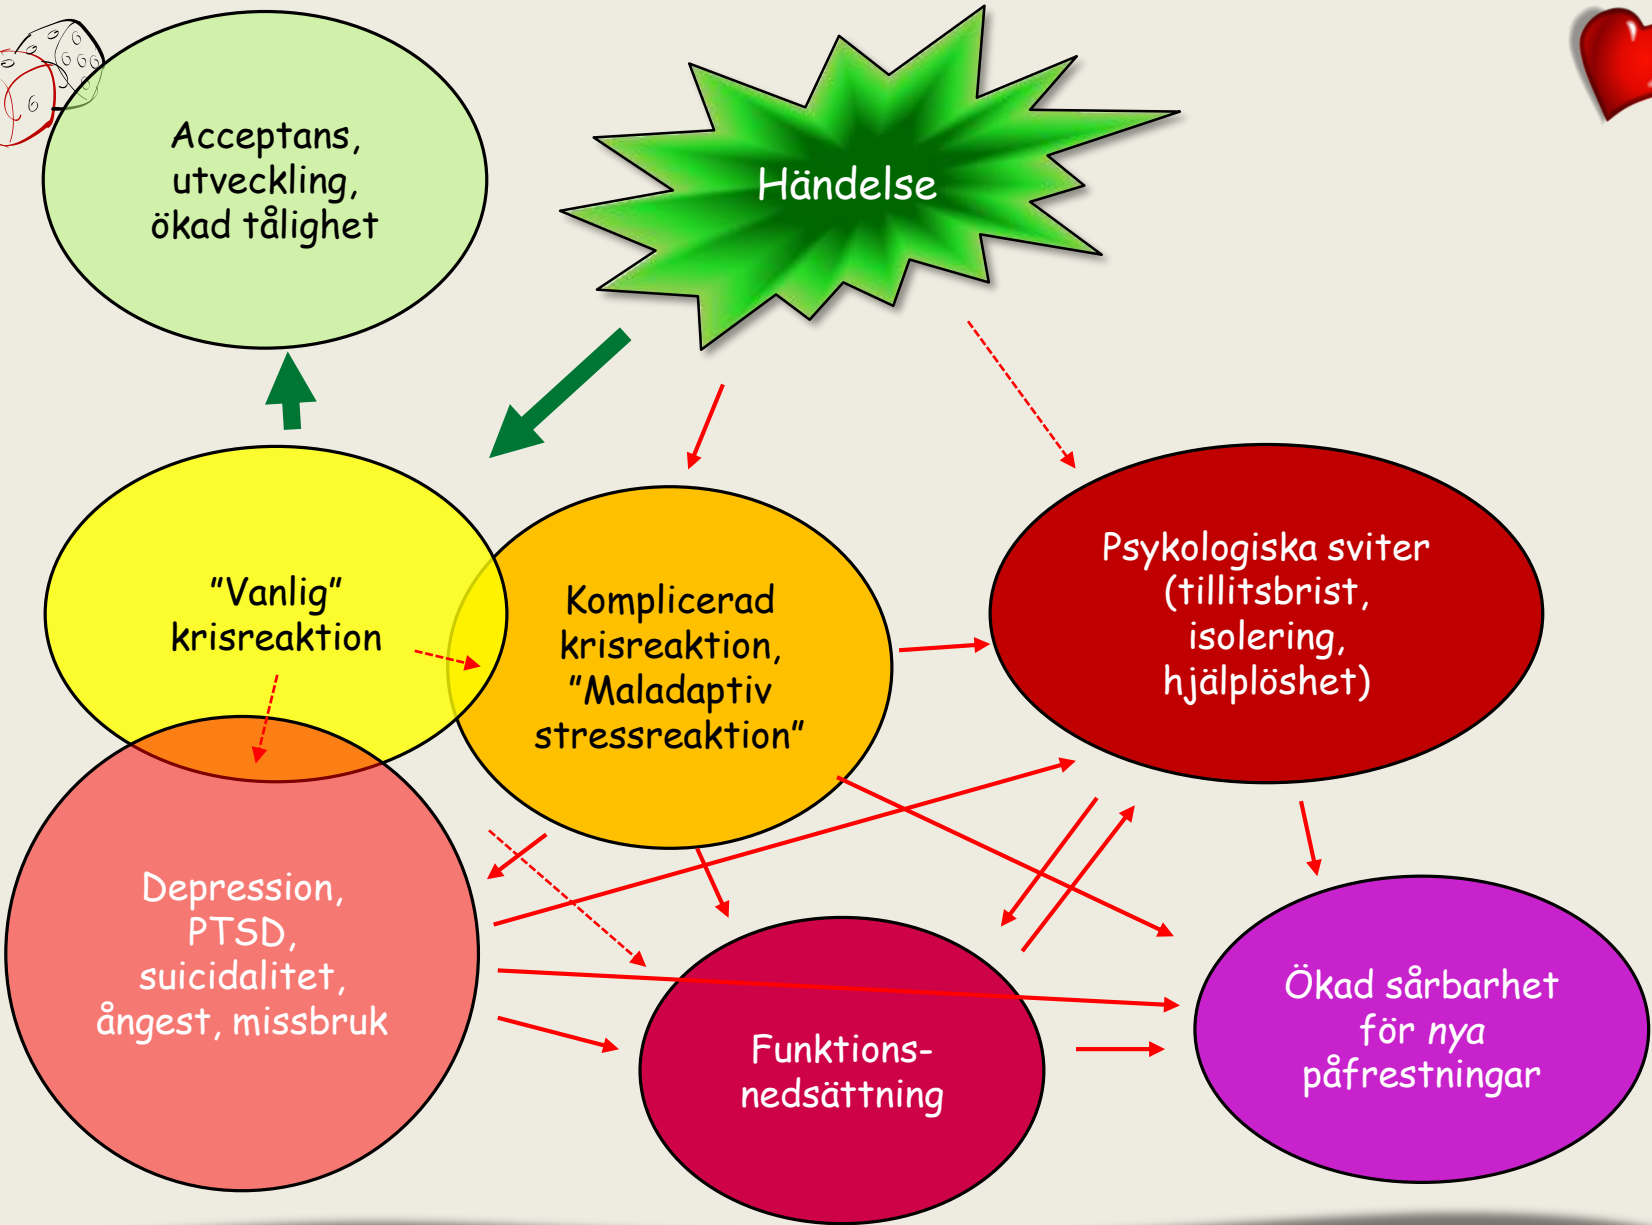 Acceptans,
utveckling,
ökad tålighet
Händelse
"Vanlig"
krisreaktion
Komplicerad
krisreaktion,
"Maladaptiv
stressreaktion"
Psykologiska sviter
(tillitsbrist,
isolering,
hjälplöshet)
Depression,
PTSD,
suicidalitet,
ångest, missbruk
Funktions-
nedsättning
Ökad sårbarhet
för nya
påfrestningar